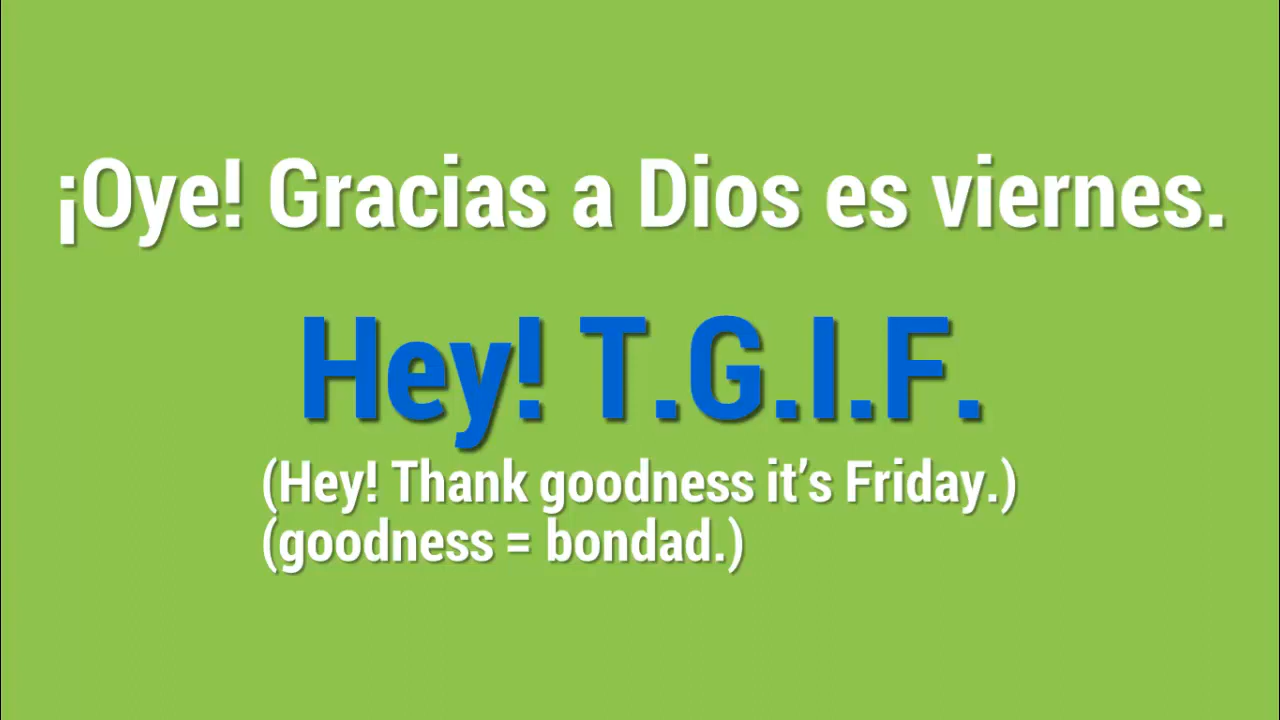 ¡Oye! Gracias a Dios es viernes.
Hey! T.G.I.F.
(Hey! Thank goodness it’s Friday.)
(goodness = bondad.)